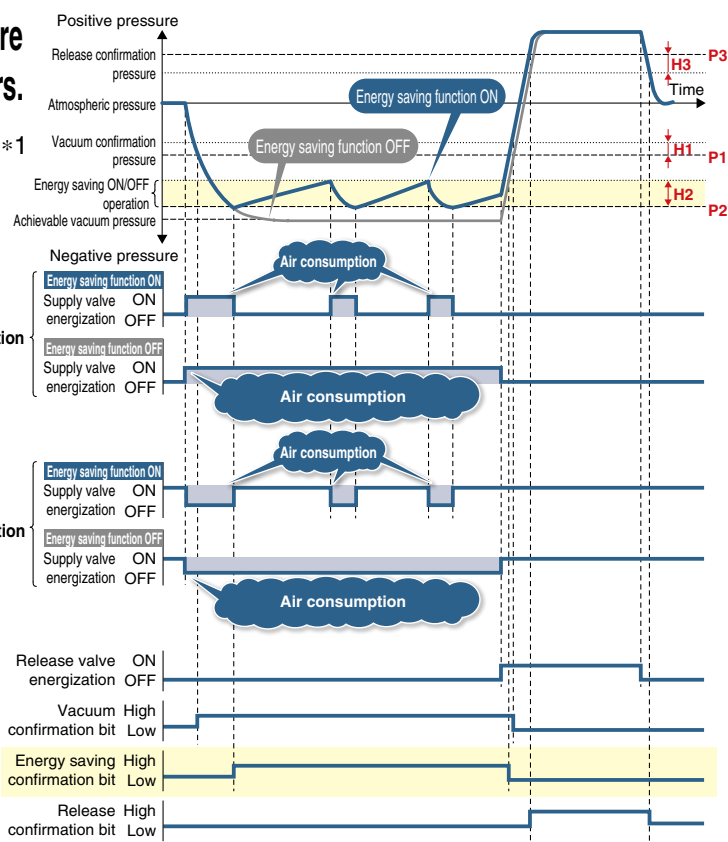 Positive pressure
re
rs.
*1
Release confirmation
pressure
P3
H3
Time
Atmospheric pressure
Energy saving function ON
Vacuum confirmation
pressure
H1
P1
Energy saving function OFF
Energy saving ON/OFF
operation
H2
P2
Achievable vacuum pressure
Negative pressure
Air consumption
Energy saving function ON
Supply valve ON
energization OFF
tion
Energy saving function OFF
Supply valve ON
energization OFF
Air consumption
Air consumption
Energy saving function ON
Supply valve ON
energization OFF
tion
Energy saving function OFF
Supply valve ON
energization OFF
Air consumption
Release valve ON
energization OFF
Vacuum High
confirmation bit Low
Energy saving High
confirmation bit Low
Release High
confirmation bit Low